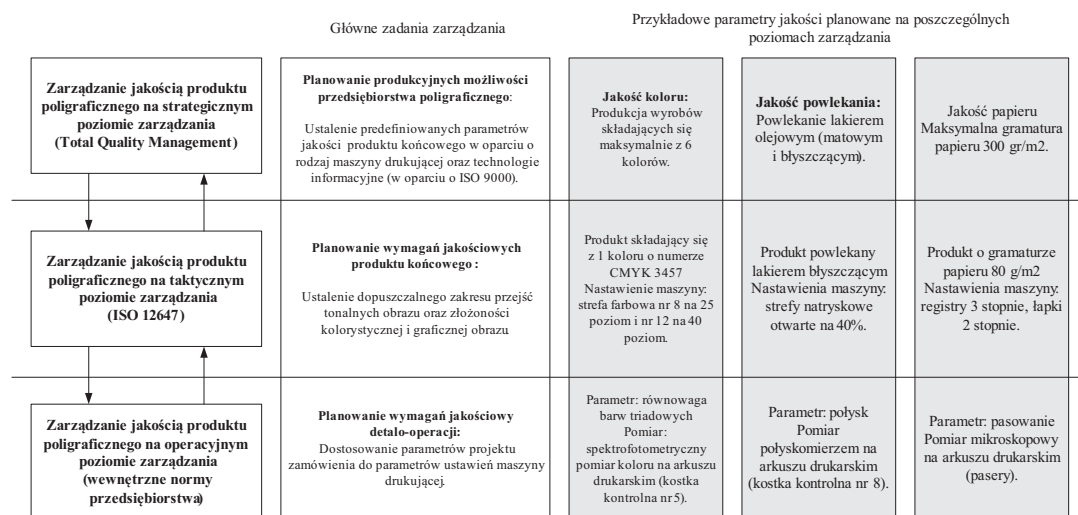 Główne zadania zarządzania
Przykładowe parametry jakości planowane na poszczególnych
poziomach zarządzania
Zarządzanie jakością produktu
poligraficznego na strategicznym
poziomie zarządzania
(Total Quality Management)
Planowanie produkcyjnych możliwości
przedsiębiorstwa poligraficznego:
Ustalenie predefiniowanych parametrów
jakości produktu końcowego w oparciu o
rodzaj maszyny drukującej oraz technologie
informacyjne (w oparciu o ISO 9000).
Jakość koloru:
Produkcja wyrobów
składających się
maksymalnie z 6
kolorów.
Jakość powlekania:
Powlekanie lakierem
olejowym (matowym
i błyszczącym).
Jakość papieru
Maksymalna gramatura
papieru 300 gr/m2.
Zarządzanie jakością produktu
poligraficznego na taktycznym
poziomie zarządzania
(ISO 12647)
Planowanie wymagań jakościowych
produktu końcowego :
Ustalenie dopuszczalnego zakresu przejść
tonalnych obrazu oraz złożoności
kolorystycznej i graficznej obrazu
Produkt składający się
z 1 koloru o numerze
CMYK 3457
Nastawienie maszyny:
strefa farbowa nr 8 na 25
poziom i nr 12 na 40
poziom.
Produkt powlekany
lakierem błyszczącym
Nastawienia maszyny:
strefy natryskowe
otwarte na 40%.
Produkt o gramaturze
papieru 80 g/m2
Nastawienia maszyny:
registry 3 stopnie, łapki
2 stopnie.
Zarządzanie jakością produktu
poligraficznego na operacyjnym
poziomie zarządzania
(wewnętrzne normy
przedsiębiorstwa)
Planowanie wymagań jakościowy
detalo-operacji:
Dostosowanie parametrów projektu
zamówienia do parametrów ustawień maszyny
drukującej.
Parametr: równowaga
barw triadowych
Pomiar:
spektrofotometryczny
pomiar koloru na arkuszu
drukarskim (kostka
kontrolna nr 5).
Parametr: połysk
Pomiar
połyskomierzem na
arkuszu drukarskim
(kostka kontrolna nr 8).
Parametr: pasowanie
Pomiar mikroskopowy
na arkuszu drukarskim
(pasery).